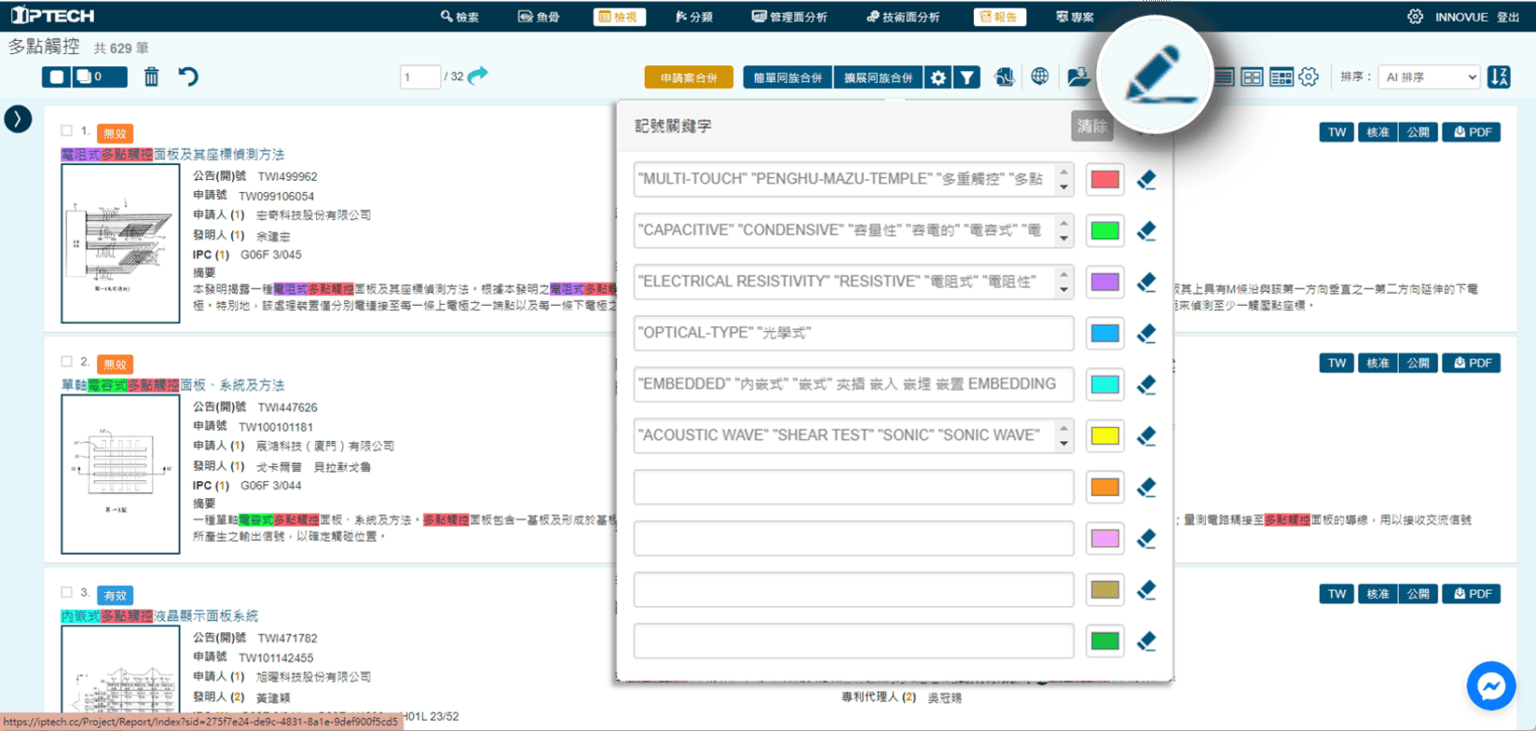 IPTECH
檢索 魚骨 檢視 分類 管理面分析 技術面分析 報告 專案 INNOVUE 登出
多點觸控 共 629 筆
0 1 / 32 申請案合併 簡單同族合併 擴展同族合併 排序： AI 排序
記號關鍵字 清除
"MULTI-TOUCH" "PENGHU-MAZU-TEMPLE" "多重觸控" "多點
"CAPACITIVE" "CONDENSIVE" "容量性" "容電的" "電容式" "電
"ELECTRICAL RESISTIVITY" "RESISTIVE" "電阻式" "電阻性"
"OPTICAL-TYPE" "光學式"
"EMBEDDED" "內嵌式" "嵌式" 夾插 嵌入 嵌埋 嵌置 EMBEDDING
"ACOUSTIC WAVE" "SHEAR TEST" "SONIC" "SONIC WAVE"
1. 無效 TW 核准 公開 PDF
電阻式多點觸控面板及其座標偵測方法
公告(開)號 TWI499962
申請號 TW099106054
申請人 (1) 宏奇科技股份有限公司
發明人 (1) 余建宏
IPC (1) G06F 3/045
摘要
本發明揭露一種電阻式多點觸控面板及其座標偵測方法。根據本發明之電阻式多點觸 板其上具有M條沿與該第一方向垂直之一第二方向延伸的下電
極。特別地，該處理裝置僅分別電連接至每一條上電極之一端點以及每一條下電極之 來偵測至少一觸壓點座標。
2. 無效 TW 核准 公開 PDF
單軸電容式多點觸控面板、系統及方法
公告(開)號 TWI447626
申請號 TW100101181
申請人 (1) 宸鴻科技（廈門）有限公司
發明人 (1) 戈卡爾普 貝拉默戈魯
IPC (1) G06F 3/044
摘要
一種單軸電容式多點觸控面板、系統及方法。多點觸控面板包含一基板及形成於基板 ；量測電路耦接至多點觸控面板的導線，用以接收交流信號
所產生之輸出信號，以確定觸碰位置。
3. 有效 TW 核准 公開 PDF
內嵌式多點觸控液晶顯示面板系統
公告(開)號 TWI471782
申請號 TW101142455
申請人 (1) 旭曜科技股份有限公司
發明人 (2) 黃建穎
專利代理人 (2) 吳冠賜
H01L 23/52
https://iptech.cc/Project/Report/Index?sid=275f7e24-de9c-4831-8a1e-9def900f5cd5